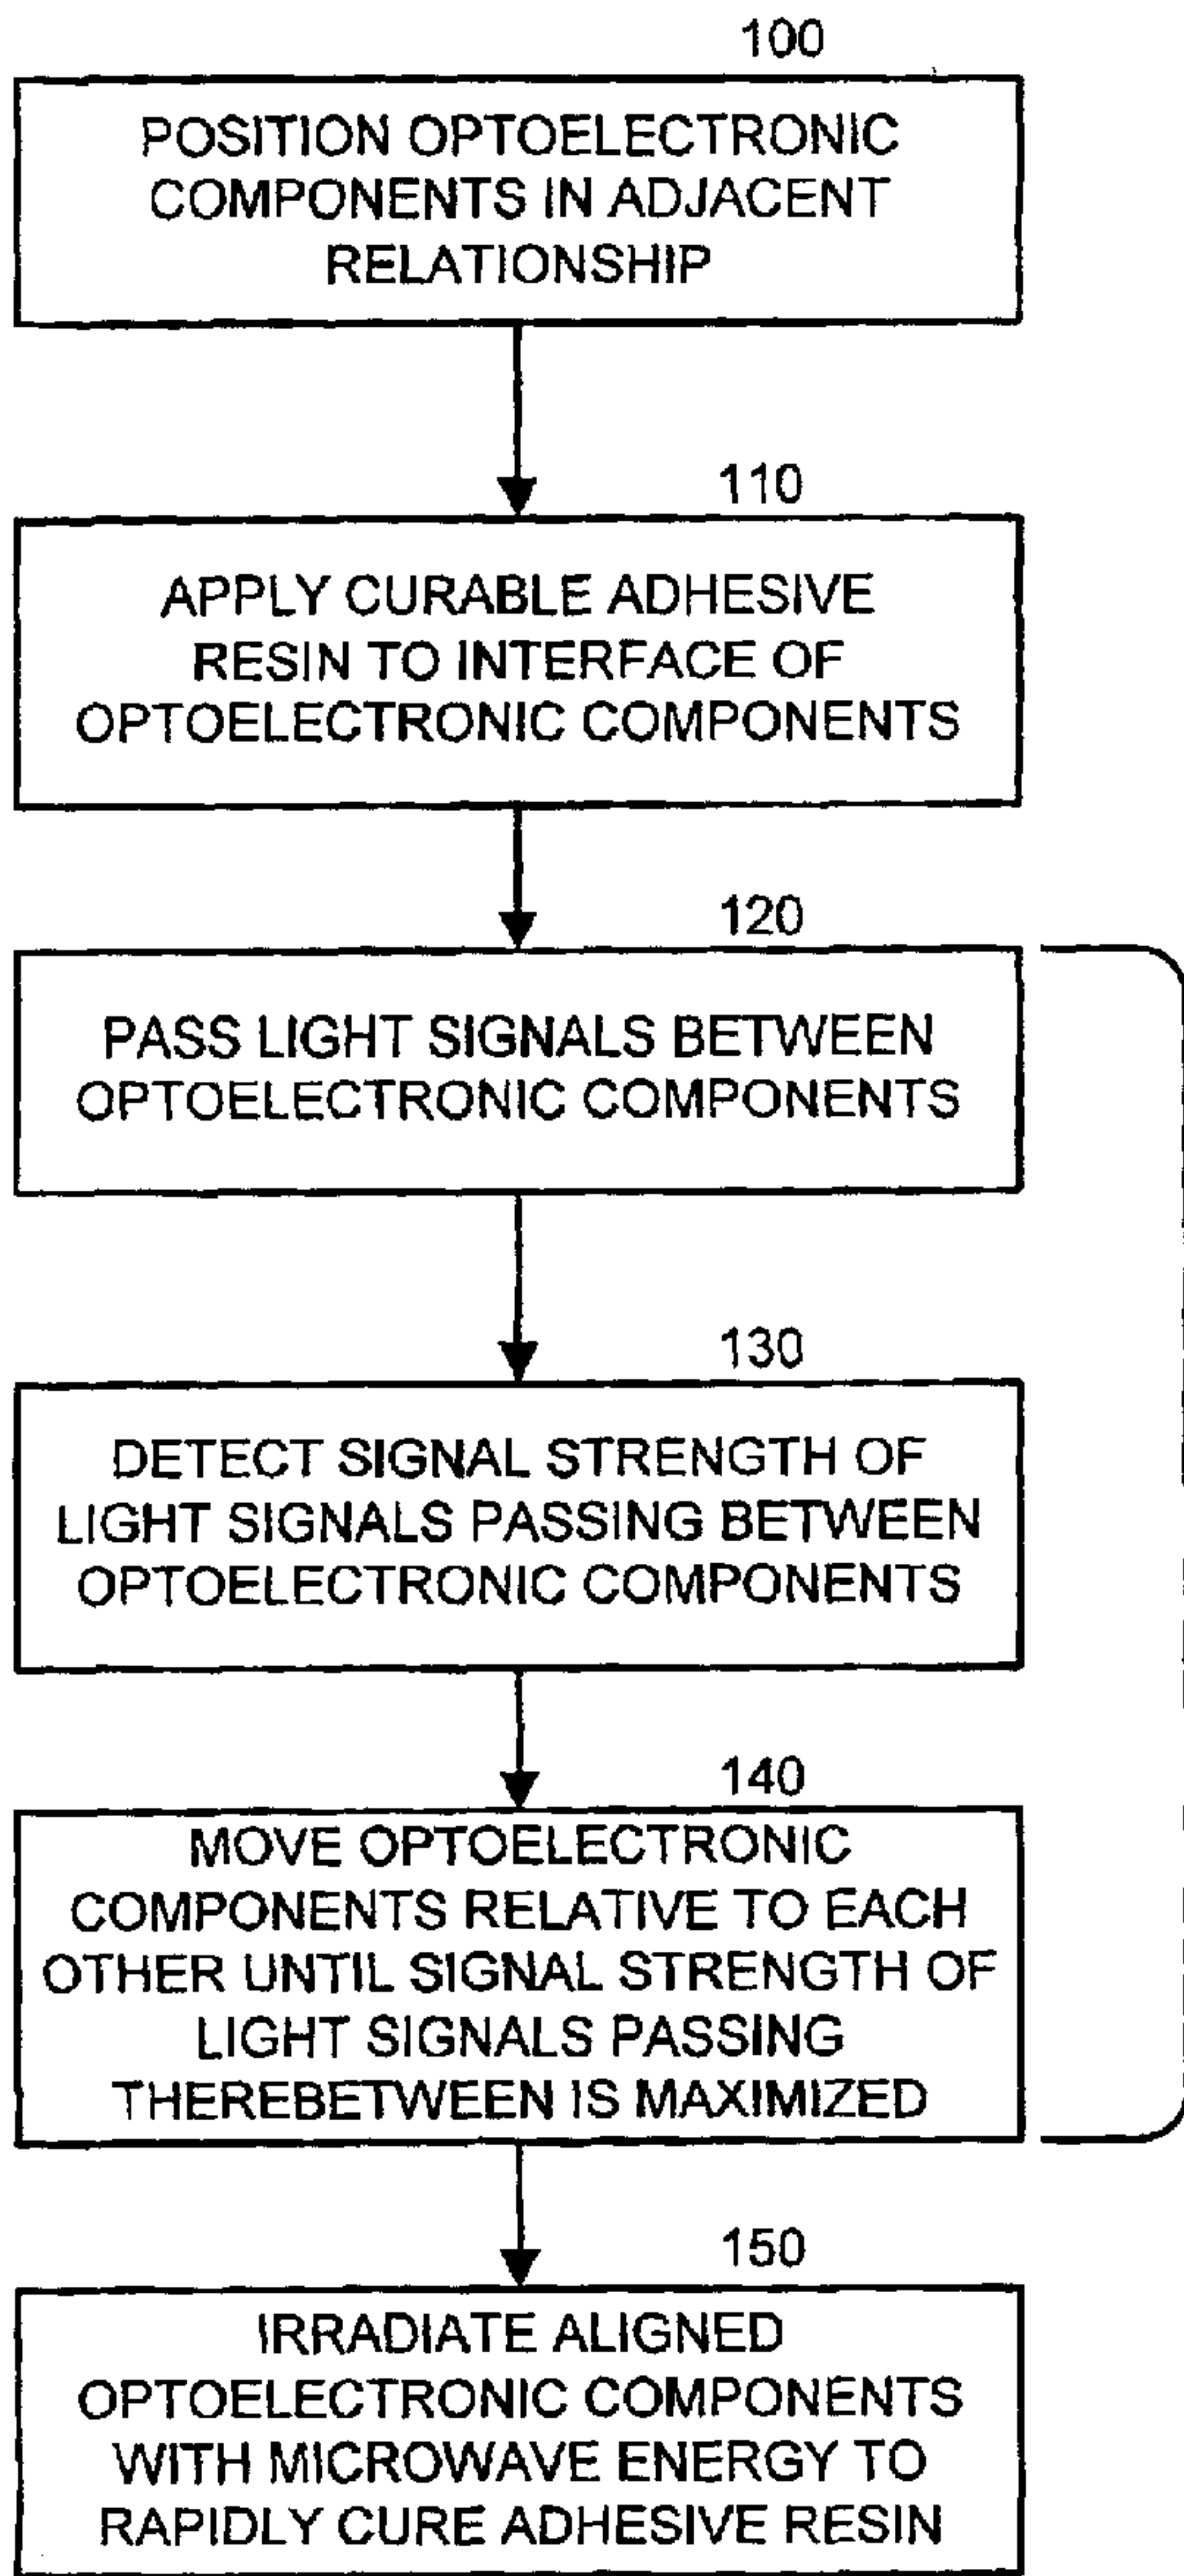 100
POSITION OPTOELECTRONIC
COMPONENTS IN ADJACENT
RELATIONSHIP
110
APPLY CURABLE ADHESIVE
RESIN TO INTERFACE OF
OPTOELECTRONIC COMPONENTS
120
PASS LIGHT SIGNALS BETWEEN
OPTOELECTRONIC COMPONENTS
130
DETECT SIGNAL STRENGTH OF
LIGHT SIGNALS PASSING BETWEEN
OPTOELECTRONIC COMPONENTS
140
MOVE OPTOELECTRONIC
COMPONENTS RELATIVE TO EACH
OTHER UNTIL SIGNAL STRENGTH OF
LIGHT SIGNALS PASSING
THEREBETWEEN IS MAXIMIZED
150
IRRADIATE ALIGNED
OPTOELECTRONIC COMPONENTS
WITH MICROWAVE ENERGY TO
RAPIDLY CURE ADHESIVE RESIN